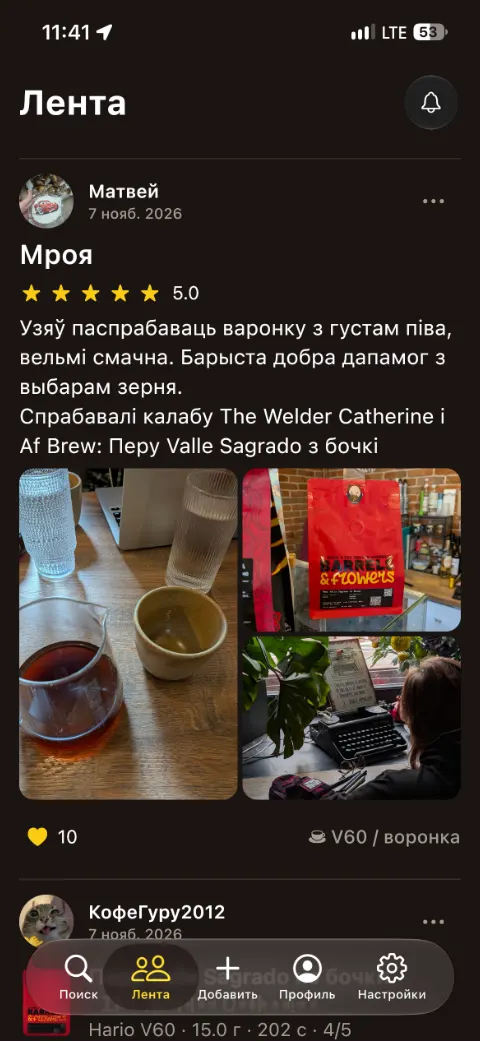 11:41
LTE 53
Лента
Матвей
7 нояб. 2026
Мроя
5.0
Узяў паспрабаваць варонку з густам піва,
вельмі смачна. Барыста добра дапамог з
выбарам зерня.
Спрабавалі калабу The Welder Catherine і
Af Brew: Перу Valle Sagrado з бочкі
BARREL
&flowers
10
V60 / воронка
КофеГуру2012
7 нояб. 2026
Sagrado
бочк
Поиск
Лента
Добавить
Профиль
Настройки
Hario V60 · 15.0 г · 202 с · 4/5